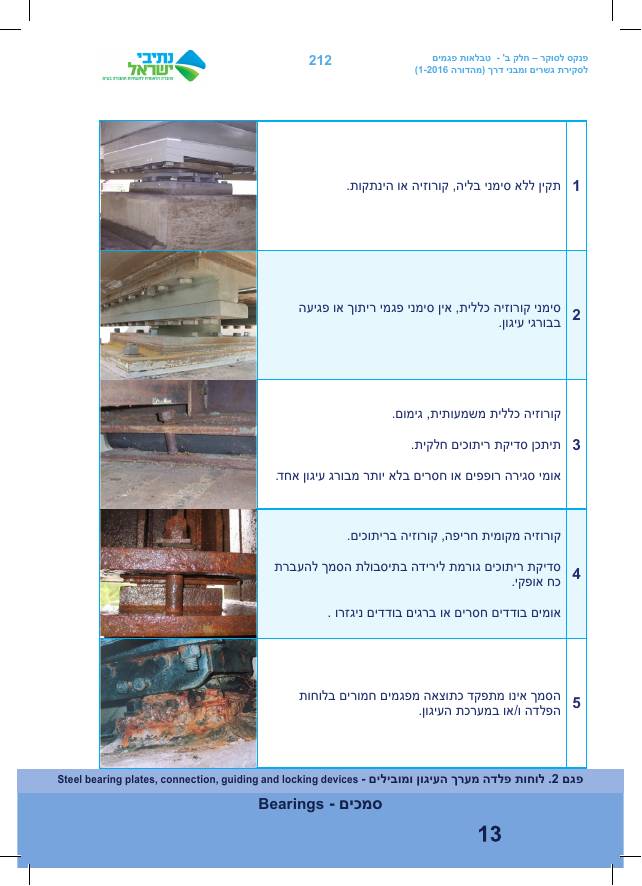 פנקס לסוקר – חלק ב' - טבלאות פגמים
לסקירת גשרים ומבני דרך (מהדורה 1-2016)
212
נתיבי
ישראל
החברה הלאומית לתשתיות תחבורה בע"מ
1
תקין ללא סימני בליה, קורוזיה או הינתקות.
2
סימני קורוזיה כללית, אין סימני פגמי ריתוך או פגיעה
בבורגי עיגון.
3
קורוזיה כללית משמעותית, גימום.
תיתכן סדיקת ריתוכים חלקית.
אומי סגירה רופפים או חסרים בלא יותר מבורג עיגון אחד.
4
קורוזיה מקומית חריפה, קורוזיה בריתוכים.
סדיקת ריתוכים גורמת לירידה בתיסבולת הסמך להעברת
כח אופקי.
אומים בודדים חסרים או ברגים בודדים ניגזרו .
5
הסמך אינו מתפקד כתוצאה מפגמים חמורים בלוחות
הפלדה ו/או במערכת העיגון.
פגם 2. לוחות פלדה מערך העיגון ומובילים - Steel bearing plates, connection, guiding and locking devices
סמכים - Bearings
13